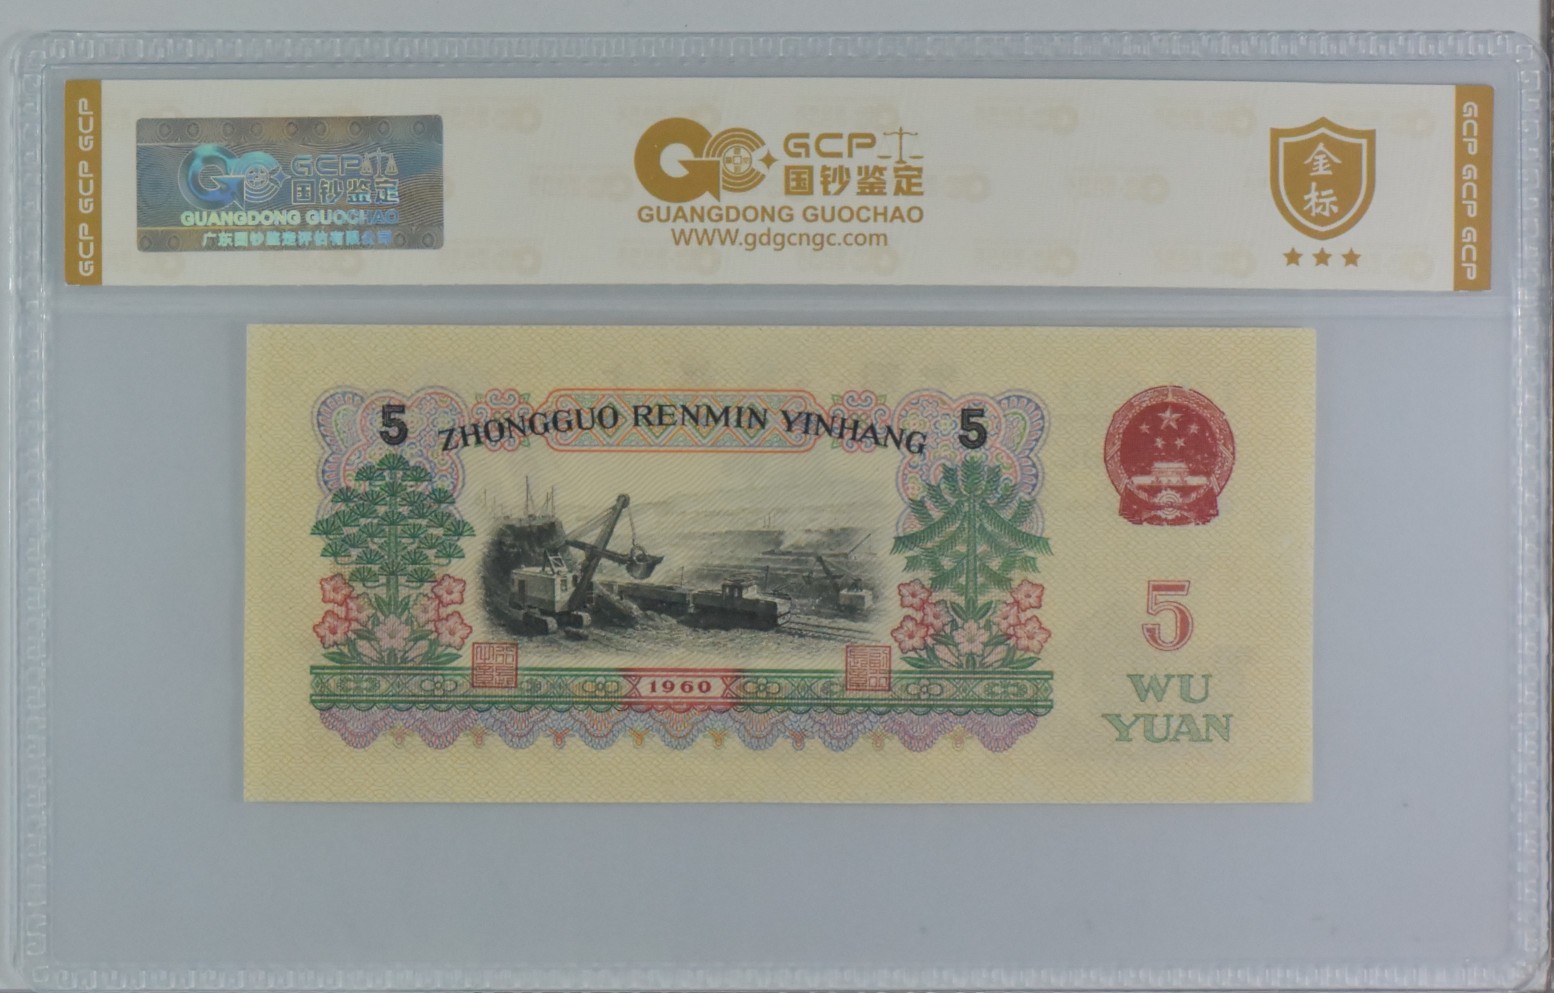 GCP GCP GCP
GCP
国钞鉴定
GUANGDONG GUOCHAO
广东国钞鉴定评估有限公司
GCP
国钞鉴定
GUANGDONG GUOCHAO
WWW.gdgcngc.com
金
标
GCP GCP GCP
5 ZHONGGUO RENMIN YINHANG 5
1960
5
WU
YUAN